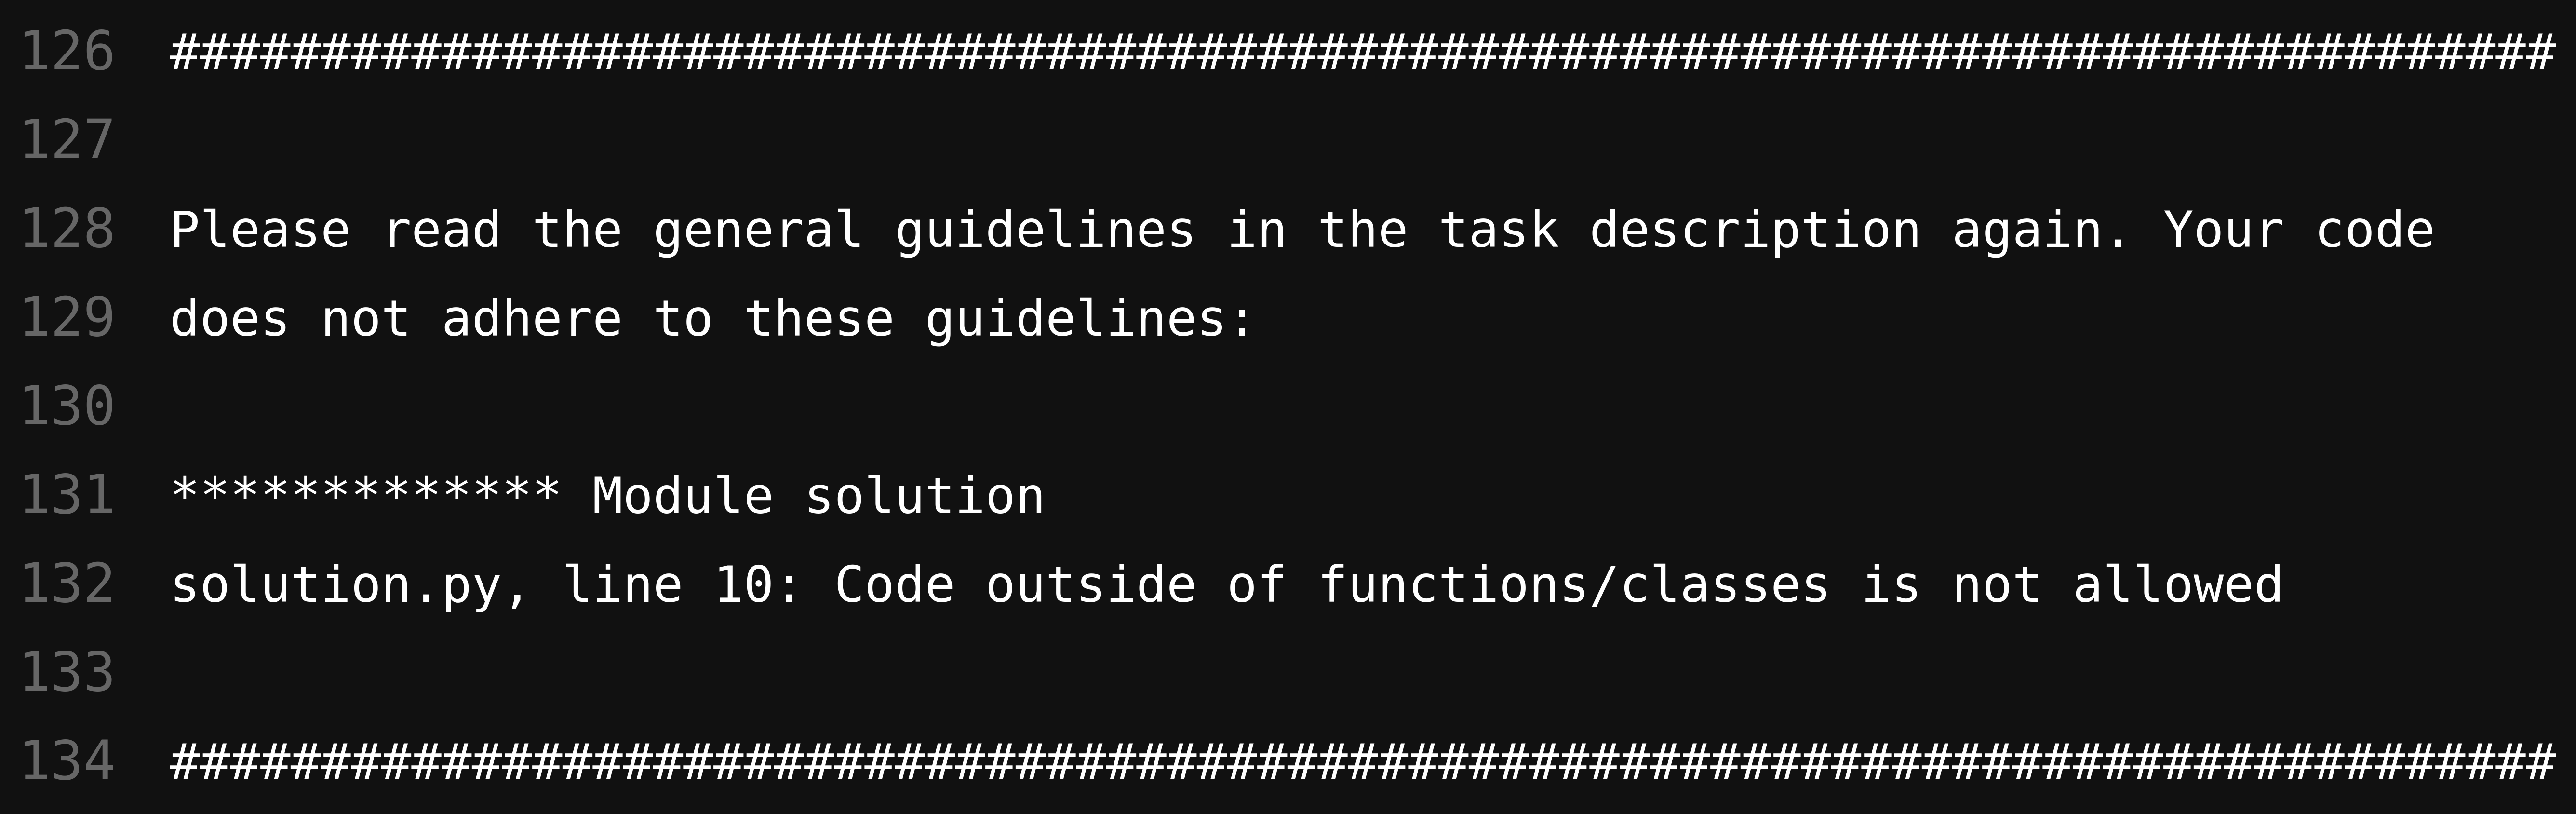 126 ###############################################################################
127
128 Please read the general guidelines in the task description again. Your code
129 does not adhere to these guidelines:
130
131 ************* Module solution
132 solution.py, line 10: Code outside of functions/classes is not allowed
133
134 ###############################################################################